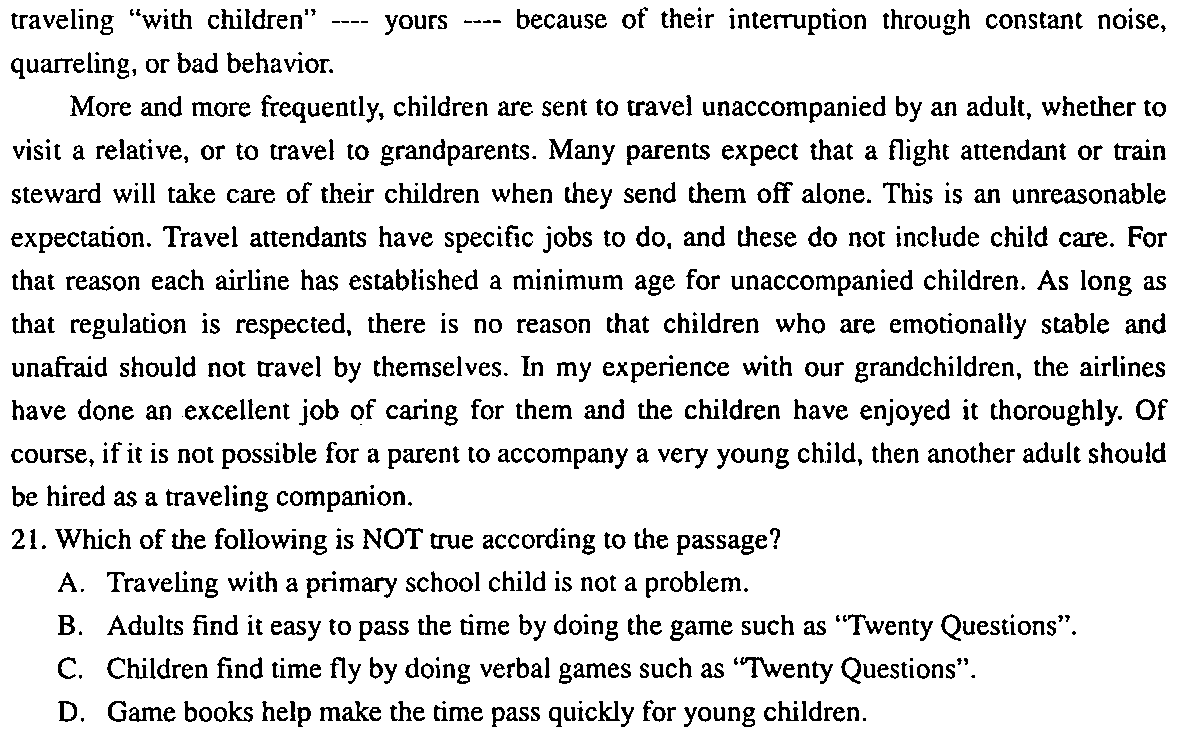 traveling “with children” ---- yours ---- because of their interruption through constant noise,
quarreling, or bad behavior.
More and more frequently, children are sent to travel unaccompanied by an adult, whether to
visit a relative, or to travel to grandparents. Many parents expect that a flight attendant or train
steward will take care of their children when they send them off alone. This is an unreasonable
expectation. Travel attendants have specific jobs to do, and these do not include child care. For
that reason each airline has established a minimum age for unaccompanied children. As long as
that regulation is respected, there is no reason that children who are emotionally stable and
unafraid should not travel by themselves. In my experience with our grandchildren, the airlines
have done an excellent job of caring for them and the children have enjoyed it thoroughly. Of
course, if it is not possible for a parent to accompany a very young child, then another adult should
be hired as a traveling companion.
21. Which of the following is NOT true according to the passage?
A. Traveling with a primary school child is not a problem.
B. Adults find it easy to pass the time by doing the game such as “Twenty Questions”.
C. Children find time fly by doing verbal games such as “Twenty Questions”.
D. Game books help make the time pass quickly for young children.